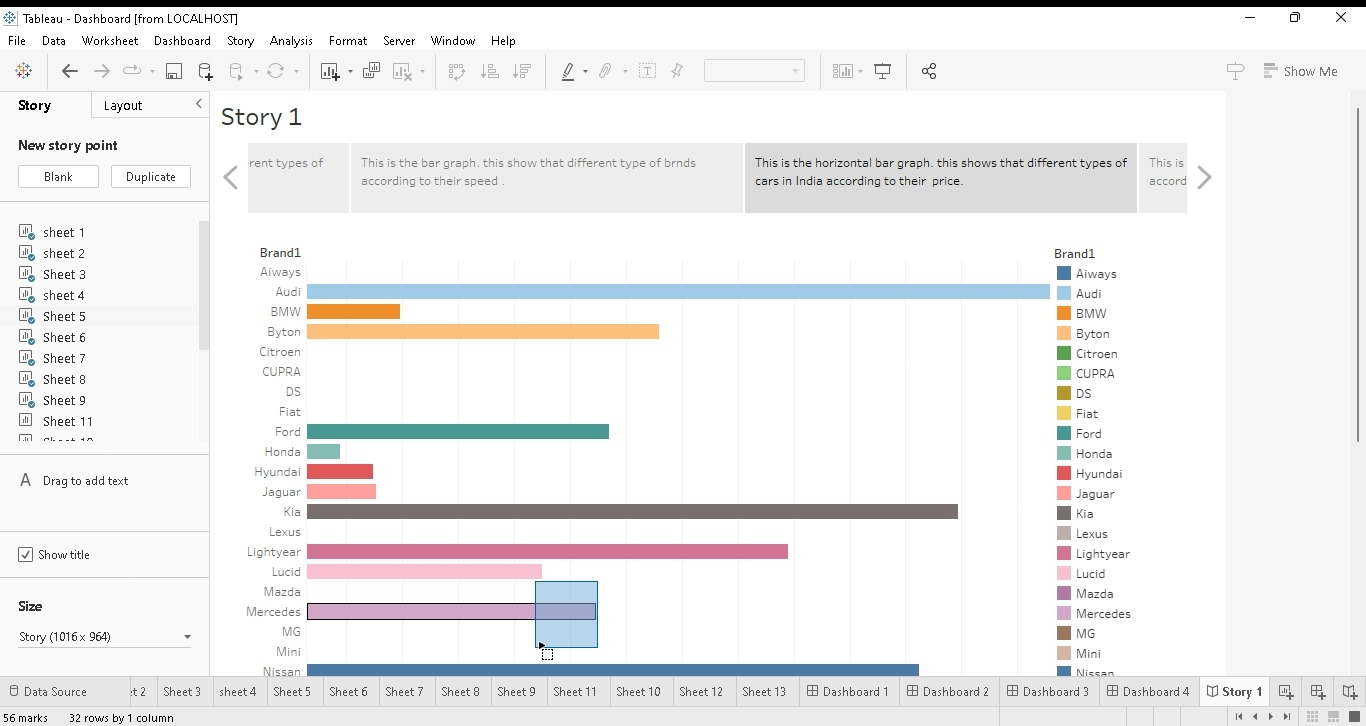 Tableau - Dashboard [from LOCALHOST]
File Data Worksheet Dashboard Story Analysis Format Server Window Help
Show Me
Story Layout
New story point
Blank Duplicate
sheet 1
sheet 2
Sheet 3
sheet 4
Sheet 5
Sheet 6
Sheet 7
Sheet 8
Sheet 9
Sheet 11
A Drag to add text
Show title
Size
Story (1016 x 964)
Story 1
rent types of
This is the bar graph. this show that different type of brnds
according to their speed .
This is the horizontal bar graph. this shows that different types of
cars in India according to their price.
This is
accord
Brand1
Aiways
Audi
BMW
Byton
Citroen
CUPRA
DS
Fiat
Ford
Honda
Hyundai
Jaguar
Kia
Lexus
Lightyear
Lucid
Mazda
Mercedes
MG
Mini
Nissan
Brand1
Aiways
Audi
BMW
Byton
Citroen
CUPRA
DS
Fiat
Ford
Honda
Hyundai
Jaguar
Kia
Lexus
Lightyear
Lucid
Mazda
Mercedes
MG
Mini
Nissan
Data Source t 2 Sheet 3 sheet 4 Sheet 5 Sheet 6 Sheet 7 Sheet 8 Sheet 9 Sheet 11 Sheet 10 Sheet 12 Sheet 13 Dashboard 1 Dashboard 2 Dashboard 3 Dashboard 4 Story 1
56 marks 32 rows by 1 column